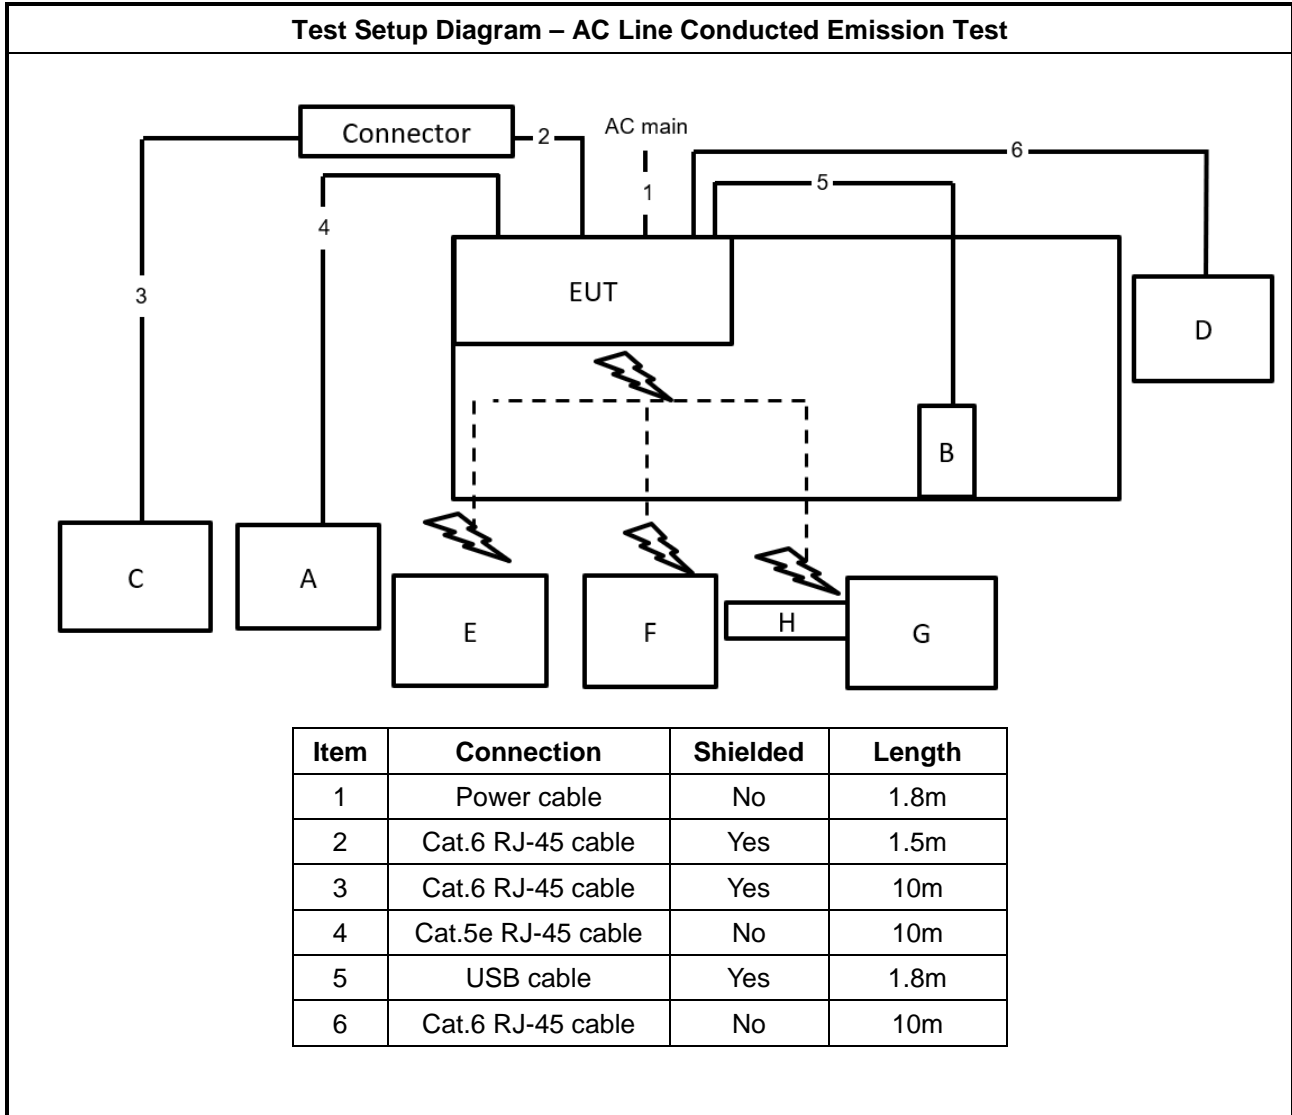 Test Setup Diagram – AC Line Conducted Emission Test
Connector
2
AC main
1
6
5
4
3
EUT
D
B
C
A
E
F
H
G
Item Connection Shielded Length
1 Power cable No 1.8m
2 Cat.6 RJ-45 cable Yes 1.5m
3 Cat.6 RJ-45 cable Yes 10m
4 Cat.5e RJ-45 cable No 10m
5 USB cable Yes 1.8m
6 Cat.6 RJ-45 cable No 10m